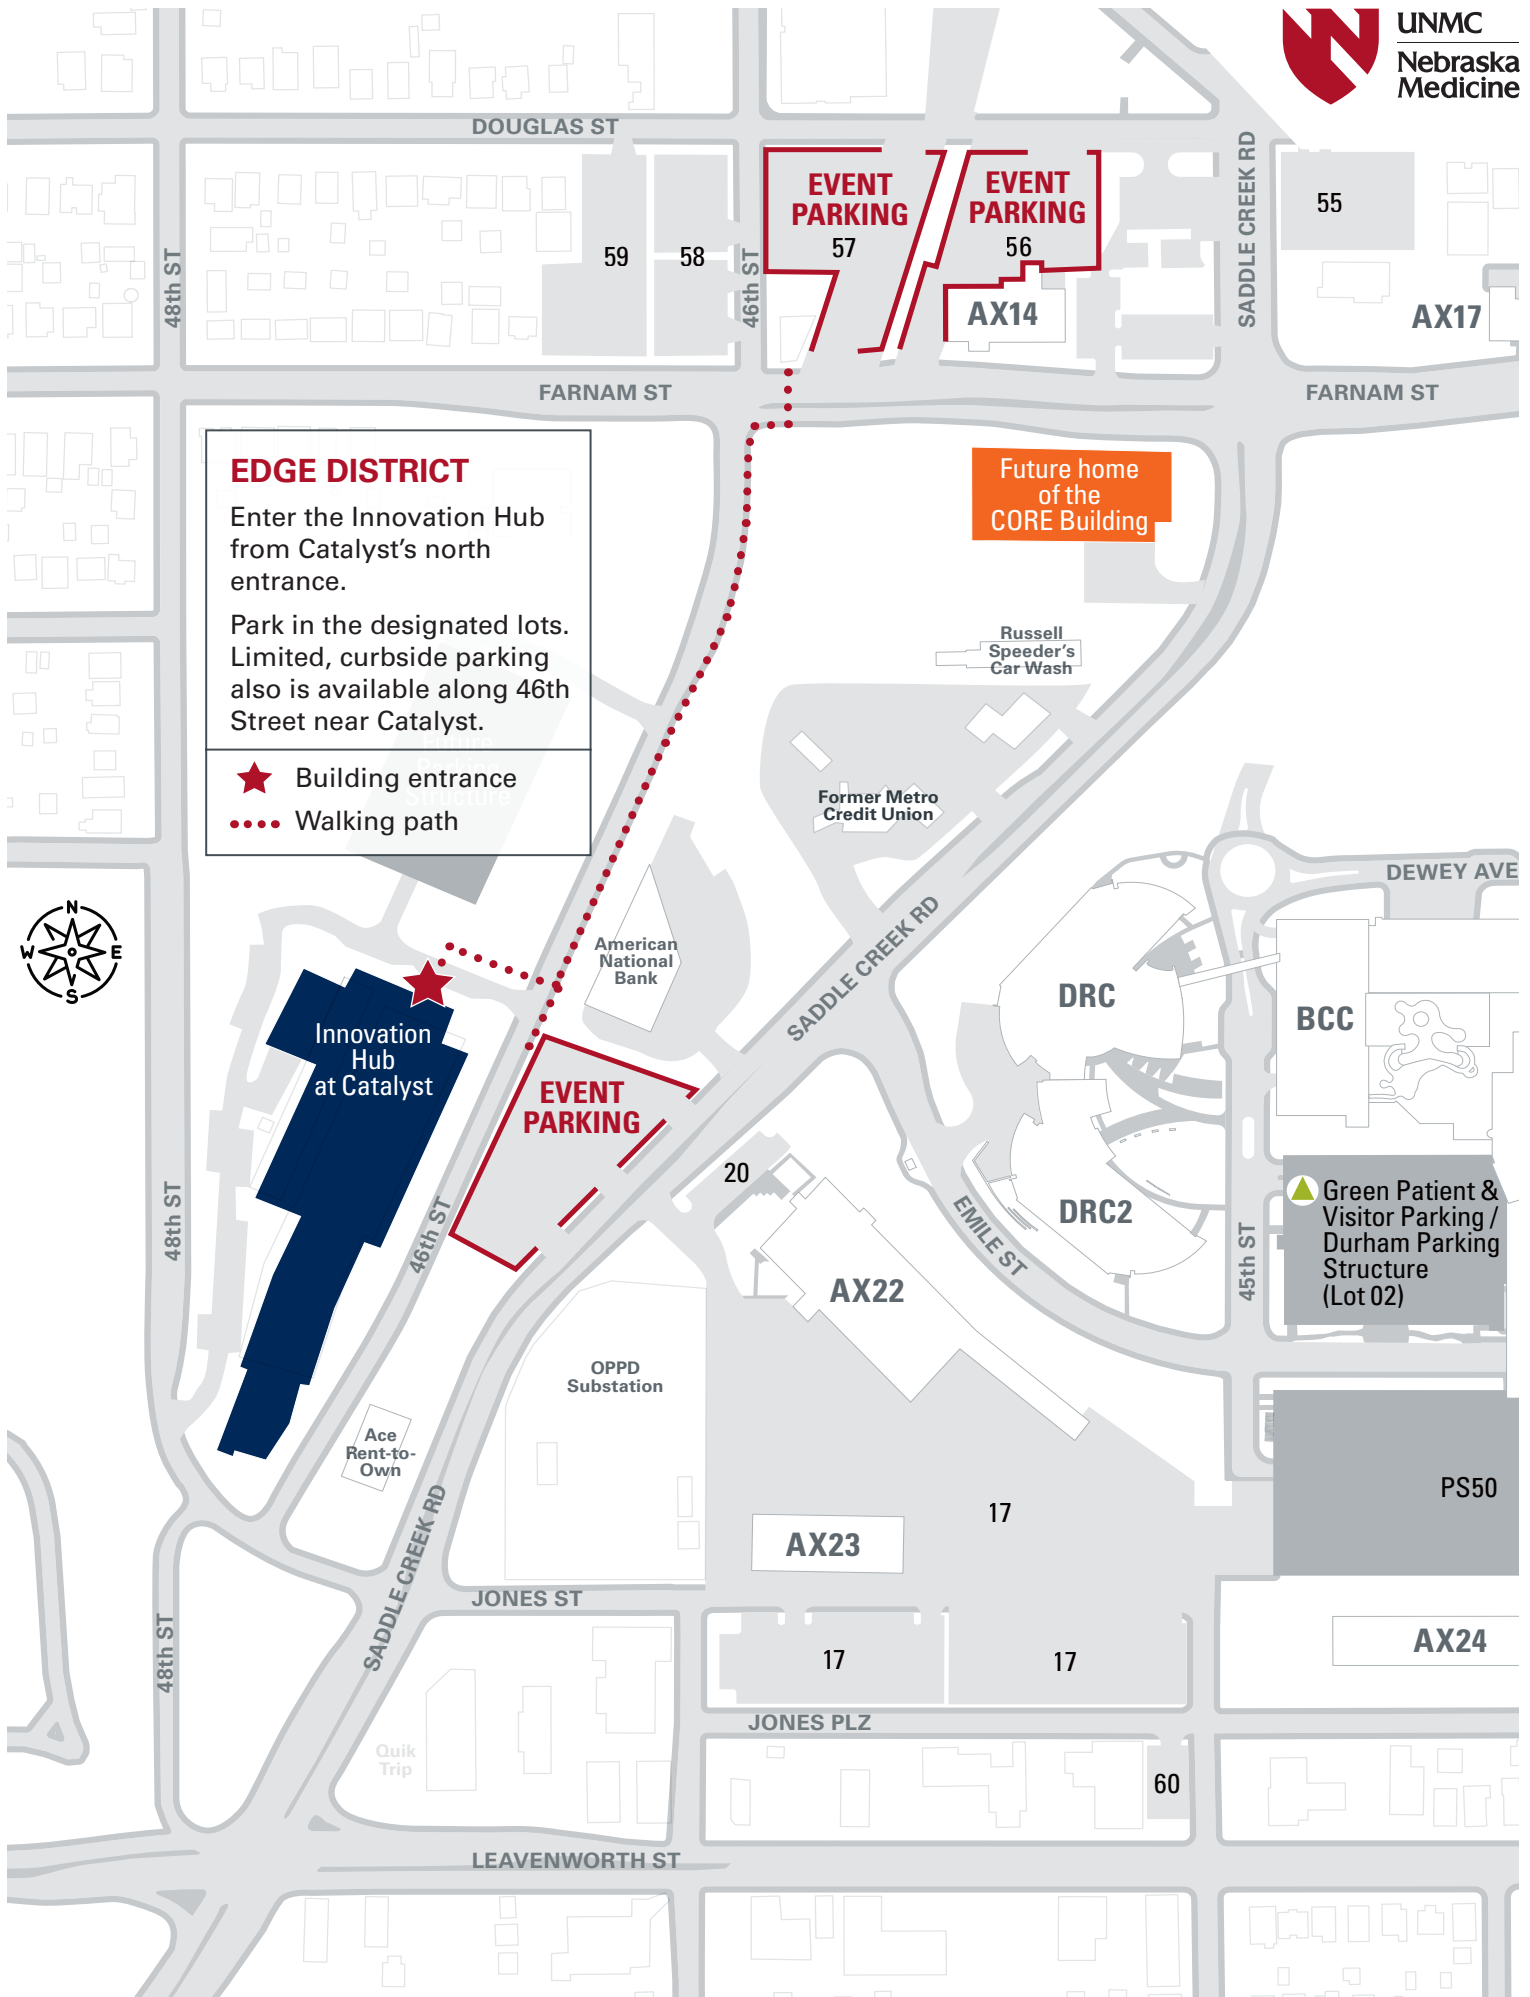 UNMC
Nebraska
Medicine
DOUGLAS ST
SADDLE CREEK RD
EVENT
PARKING
57
EVENT
PARKING
56
55
59
58
48th ST
46th ST
AX14
AX17
FARNAM ST
FARNAM ST
EDGE DISTRICT
Enter the Innovation Hub
from Catalyst's north
entrance.
Park in the designated lots.
Limited, curbside parking
also is available along 46th
Street near Catalyst.
Future
Parking
Structure
Building entrance
Walking path
Future home
of the
CORE Building
Russell
Speeder's
Car Wash
Former Metro
Credit Union
DEWEY AVE
N
W
E
S
American
National
Bank
SADDLE CREEK RD
DRC
BCC
Innovation
Hub
at Catalyst
EVENT
PARKING
20
48th ST
46th ST
EMILE ST
DRC2
45th ST
Green Patient &
Visitor Parking /
Durham Parking
Structure
(Lot 02)
AX22
OPPD
Substation
Ace
Rent-to-
Own
PS50
17
AX23
SADDLE CREEK RD
JONES ST
48th ST
17
17
AX24
JONES PLZ
Quik
Trip
60
LEAVENWORTH ST